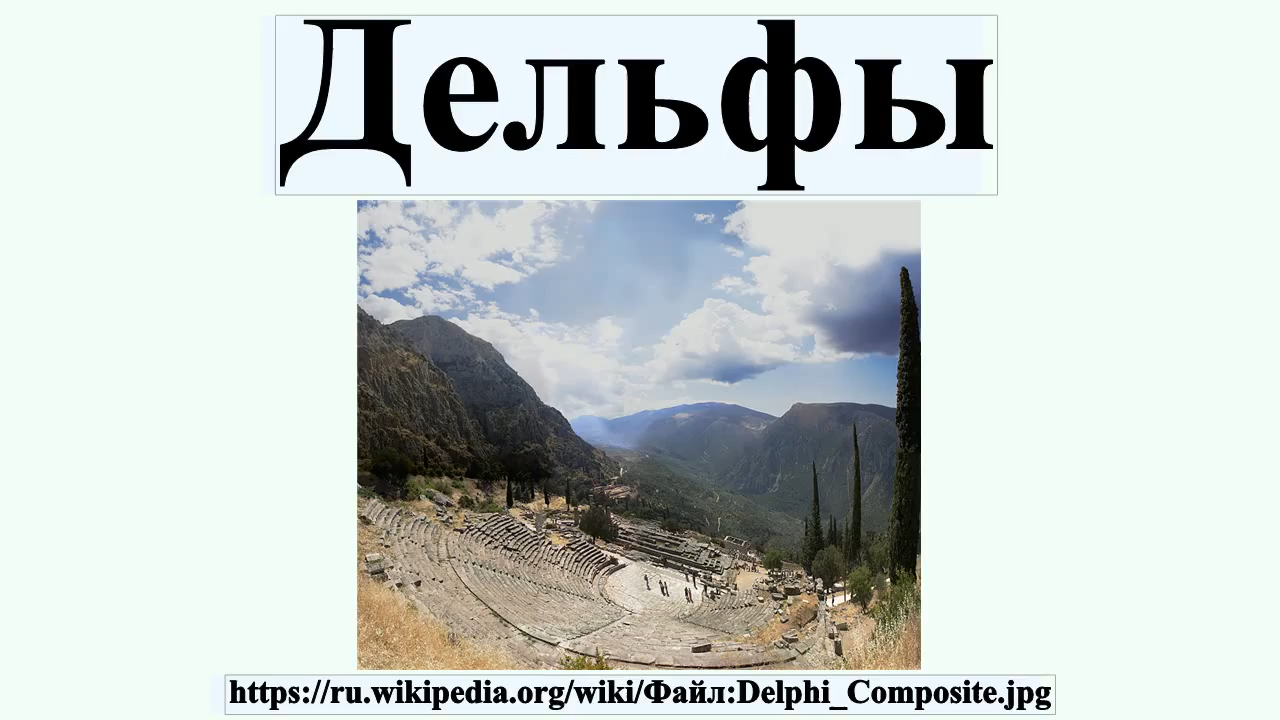 Дельфы
https://ru.wikipedia.org/wiki/Файл:Delphi_Composite.jpg